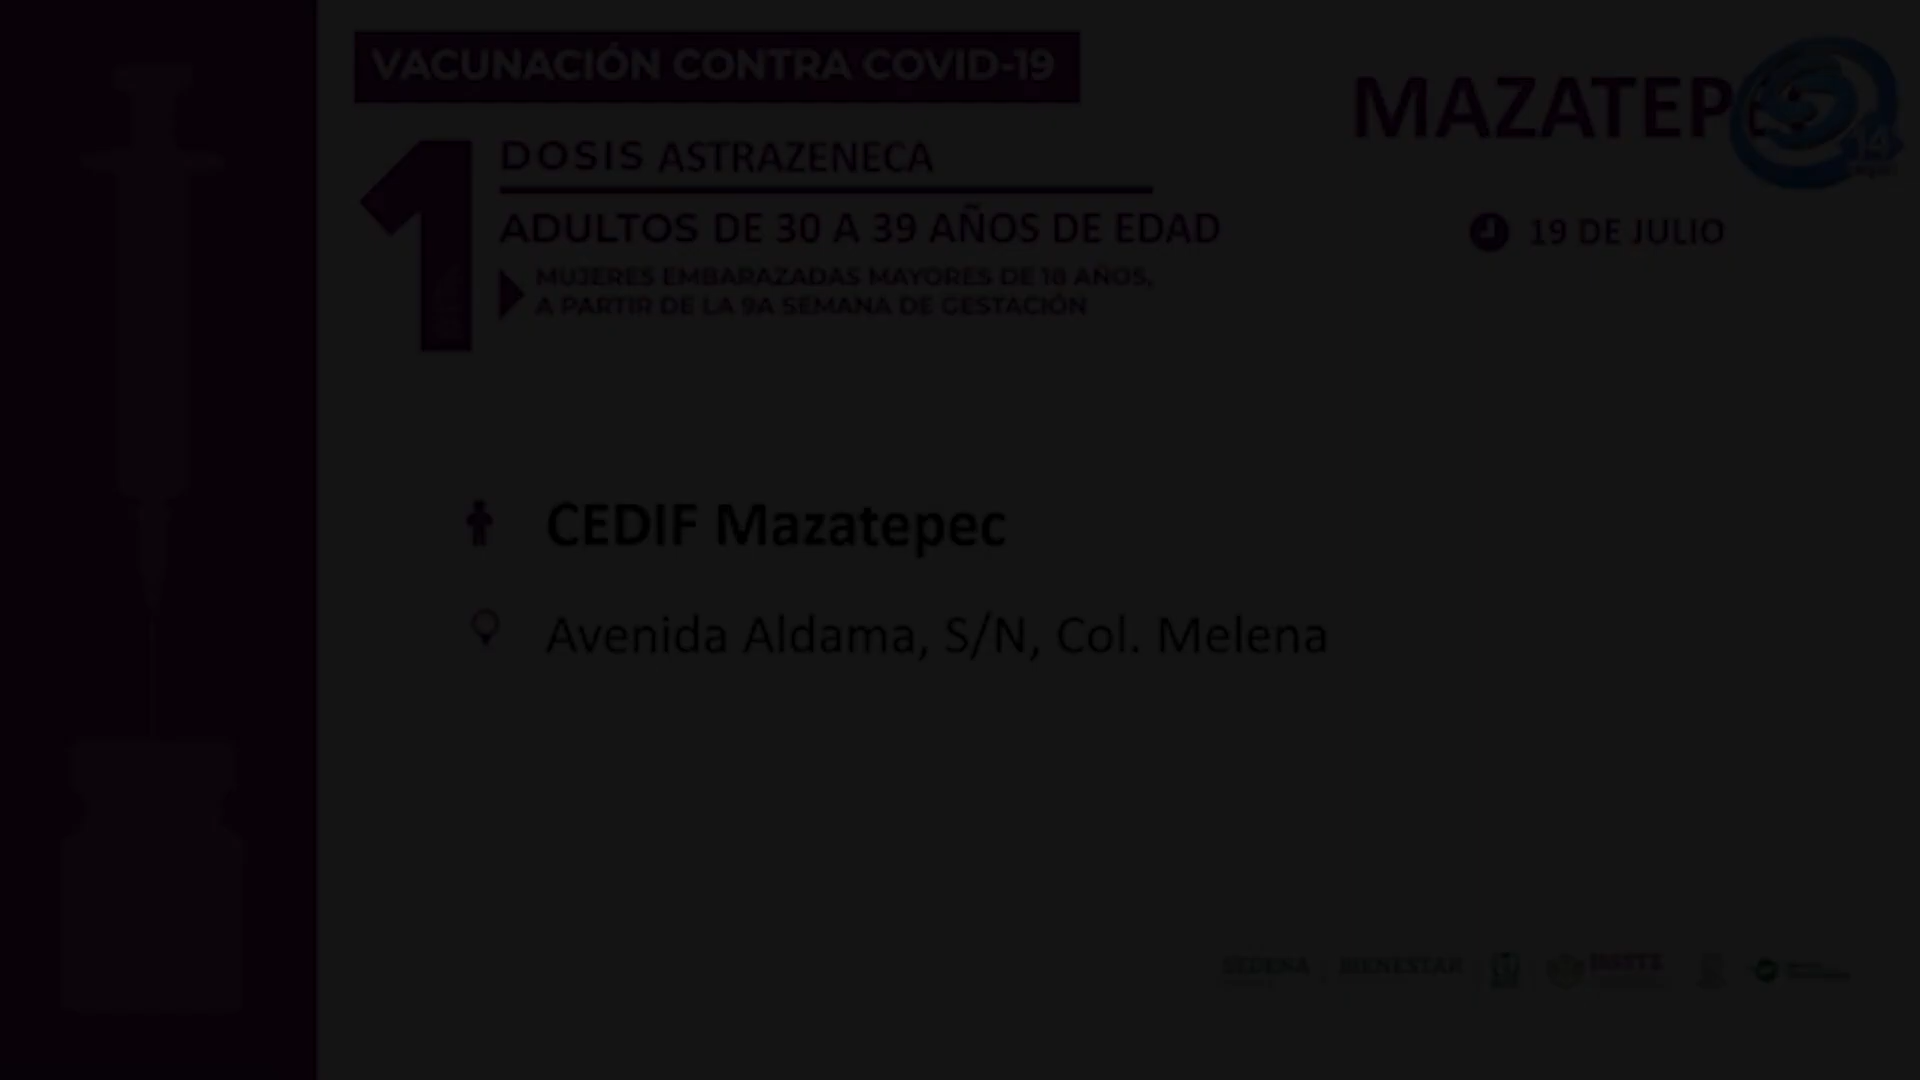 VACUNACIÓN CONTRA COVID-19
MAZATEPE
1
DOSIS ASTRAZENECA
ADULTOS DE 30 A 39 AÑOS DE EDAD
19 DE JULIO
MUJERES EMBARAZADAS MAYORES DE 18 AÑOS,
A PARTIR DE LA 9A SEMANA DE GESTACIÓN
CEDIF Mazatepec
Avenida Aldama, S/N, Col. Melena
SEDENA BIENESTAR